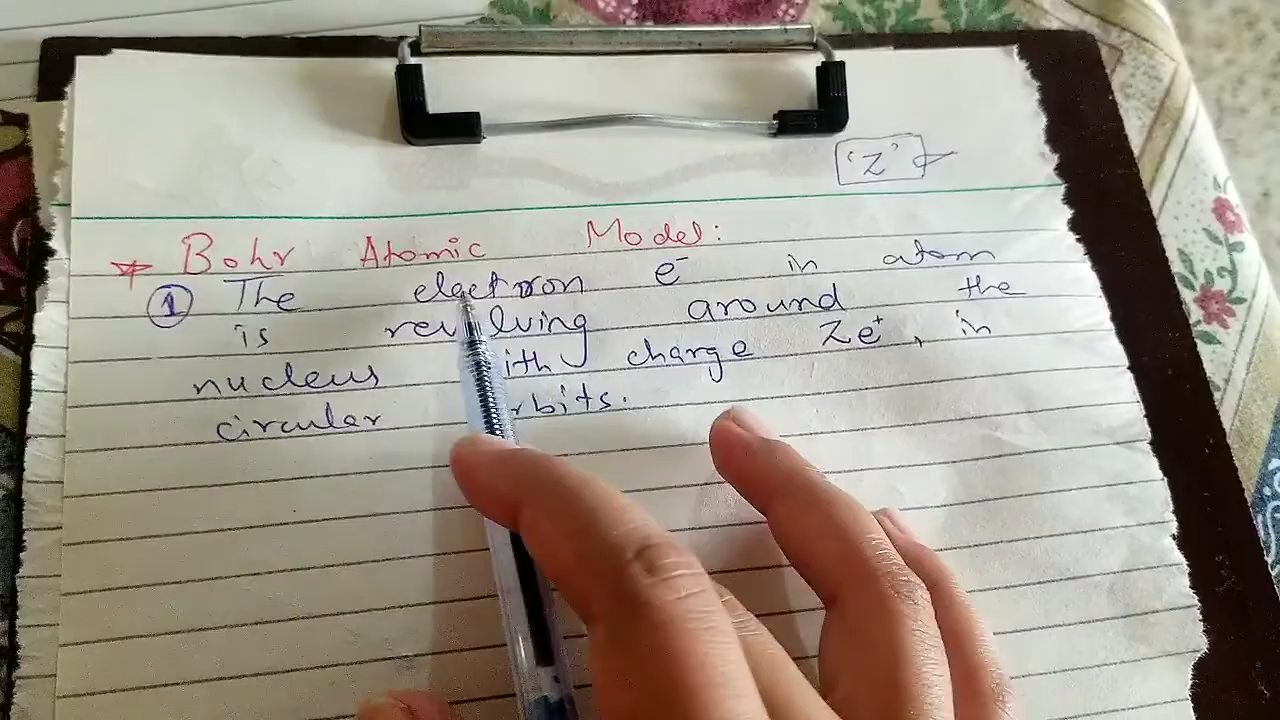 'Z'
* Bohr Atomic Model:
① The electron e⁻ in atom
is revolving around the
nucleus with charge Ze⁺, in
circular orbits.